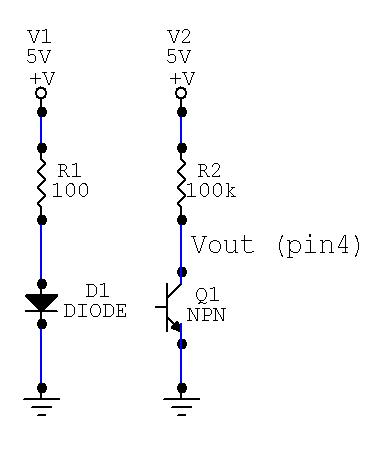 V1
5V
+V
R1
100
D1
DIODE
V2
5V
+V
R2
100k
Vout (pin4)
Q1
NPN